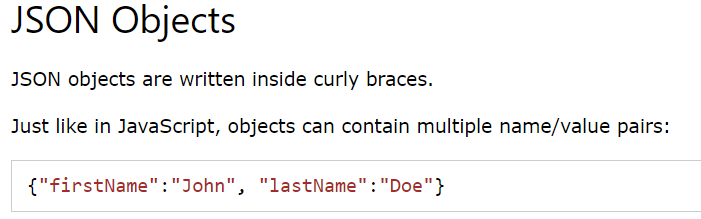 JSON Objects
JSON objects are written inside curly braces.
Just like in JavaScript, objects can contain multiple name/value pairs:
{"firstName":"John", "lastName":"Doe"}